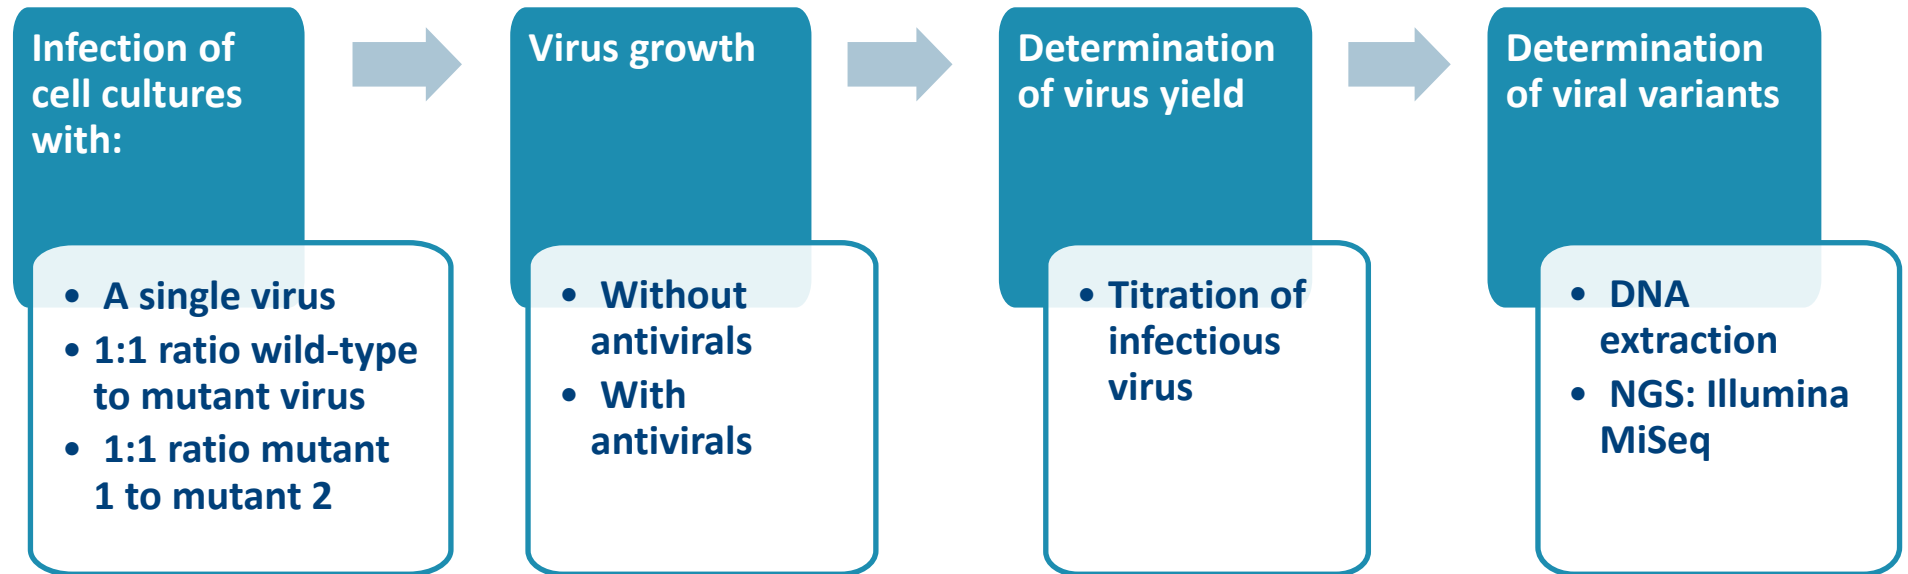 Infection of
cell cultures
with:
• A single virus
• 1:1 ratio wild-type
to mutant virus
• 1:1 ratio mutant
1 to mutant 2
Virus growth
• Without
antivirals
• With
antivirals
Determination
of virus yield
• Titration of
infectious
virus
Determination
of viral variants
• DNA
extraction
• NGS: Illumina
MiSeq